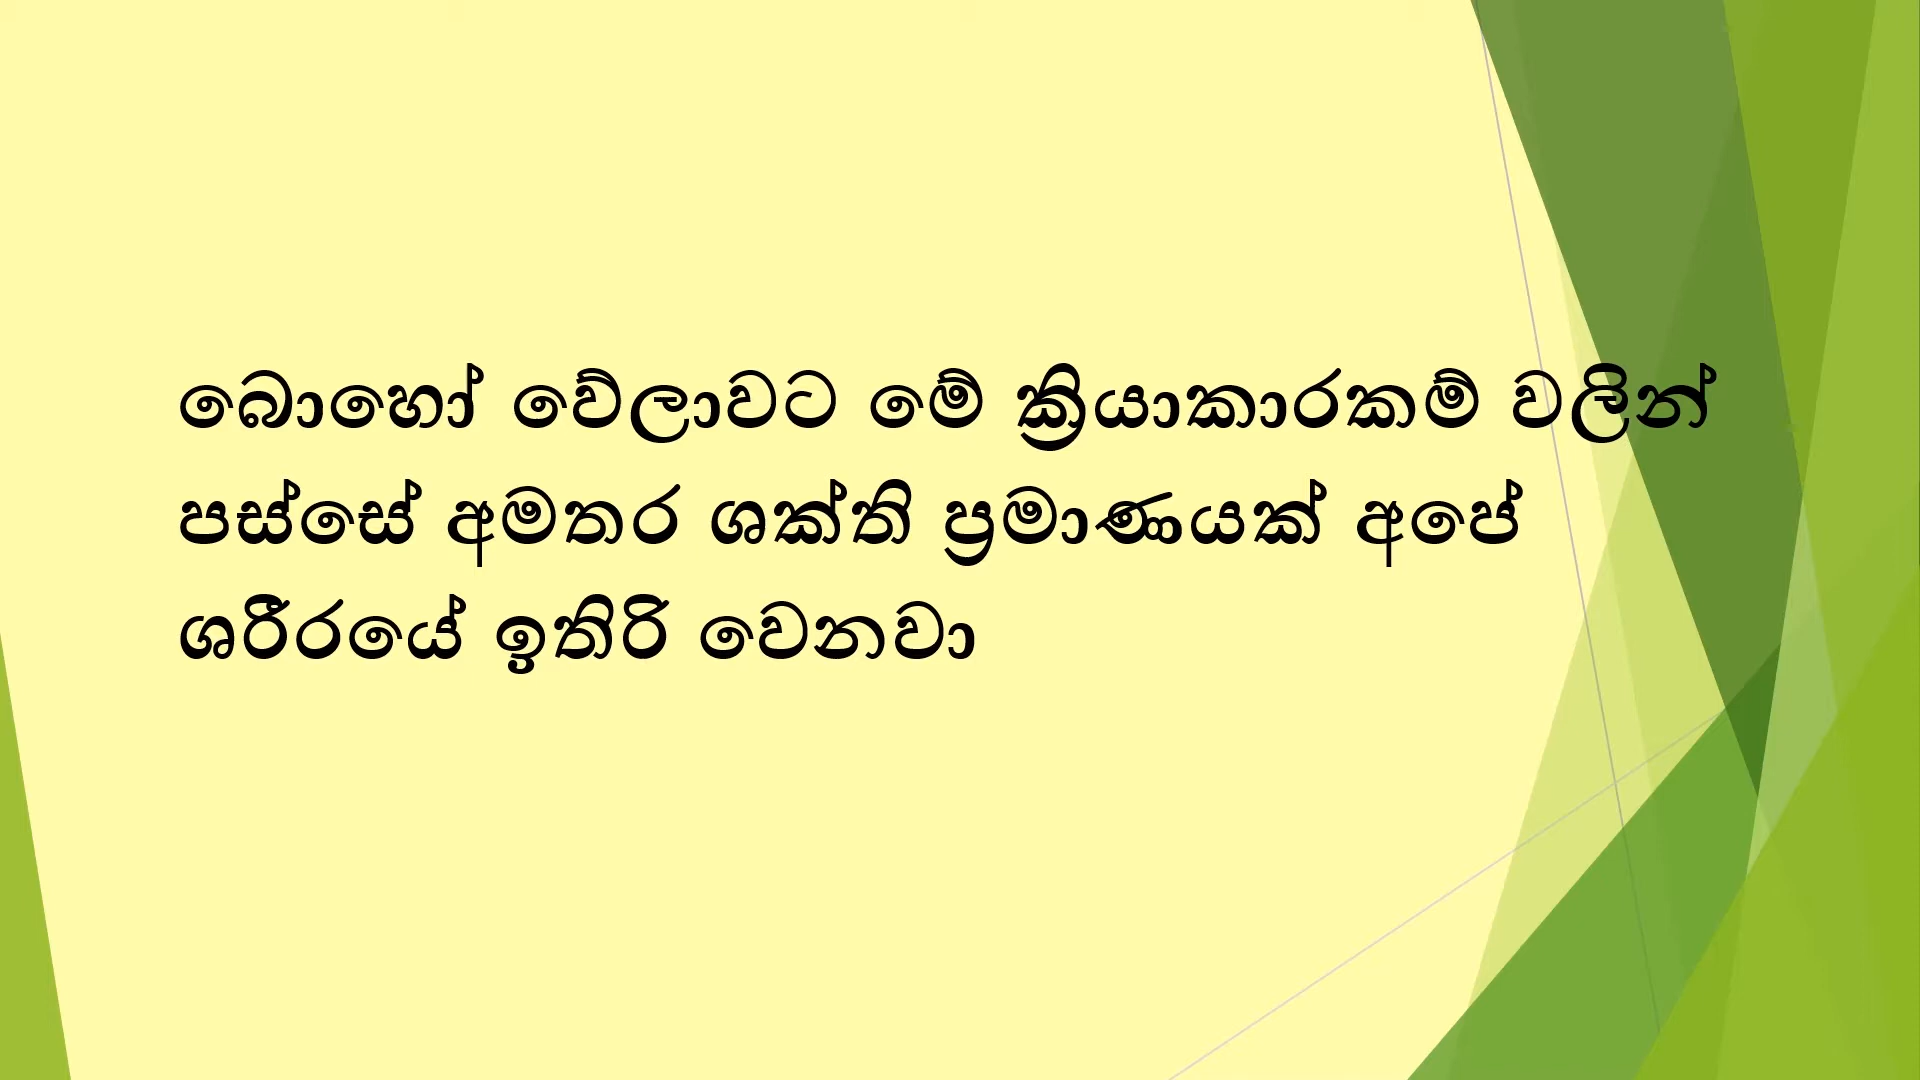 බොහෝ වේලාවට මේ ක්‍රියාකාරකම් වලින්
පස්සේ අමතර ශක්ති ප්‍රමාණයක් අපේ
ශරීරයේ ඉතිරි වෙනවා